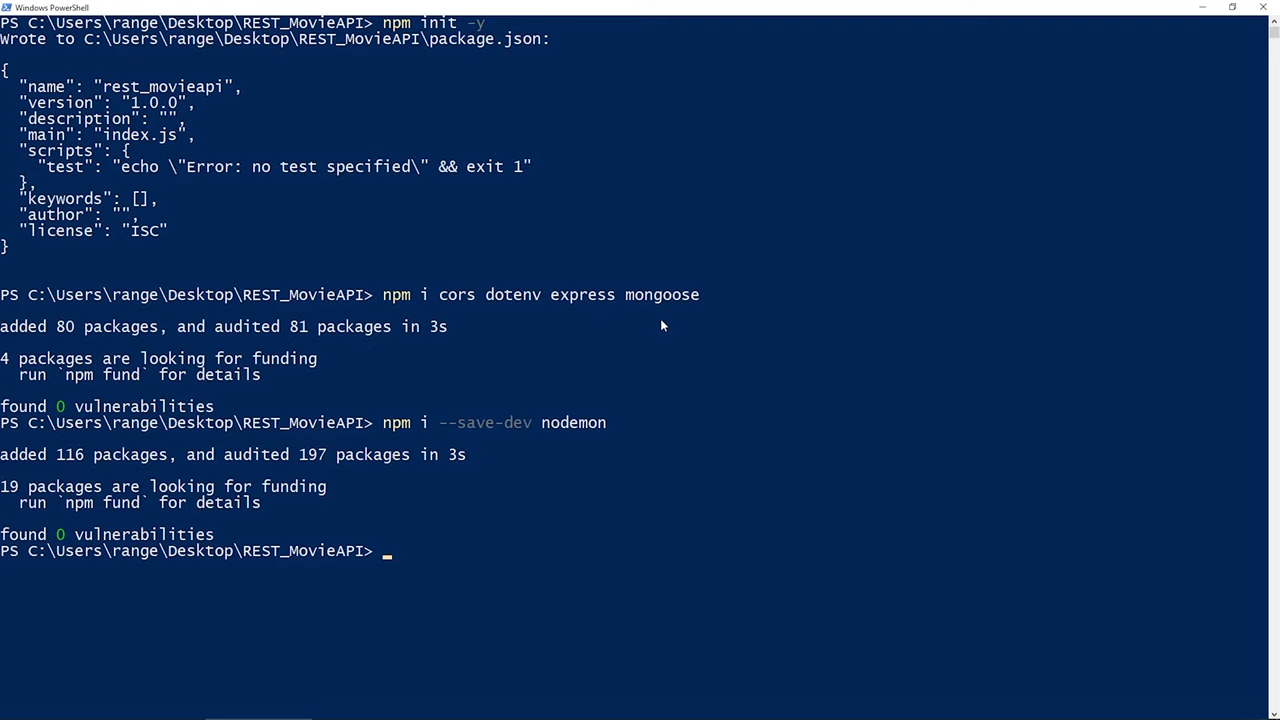 Windows PowerShell
PS C:\Users\range\Desktop\REST_MovieAPI> npm init -y
Wrote to C:\Users\range\Desktop\REST_MovieAPI\package.json:
{
  "name": "rest_movieapi",
  "version": "1.0.0",
  "description": "",
  "main": "index.js",
  "scripts": {
    "test": "echo \"Error: no test specified\" && exit 1"
  },
  "keywords": [],
  "author": "",
  "license": "ISC"
}
PS C:\Users\range\Desktop\REST_MovieAPI> npm i cors dotenv express mongoose
added 80 packages, and audited 81 packages in 3s
4 packages are looking for funding
  run `npm fund` for details
found 0 vulnerabilities
PS C:\Users\range\Desktop\REST_MovieAPI> npm i --save-dev nodemon
added 116 packages, and audited 197 packages in 3s
19 packages are looking for funding
  run `npm fund` for details
found 0 vulnerabilities
PS C:\Users\range\Desktop\REST_MovieAPI>